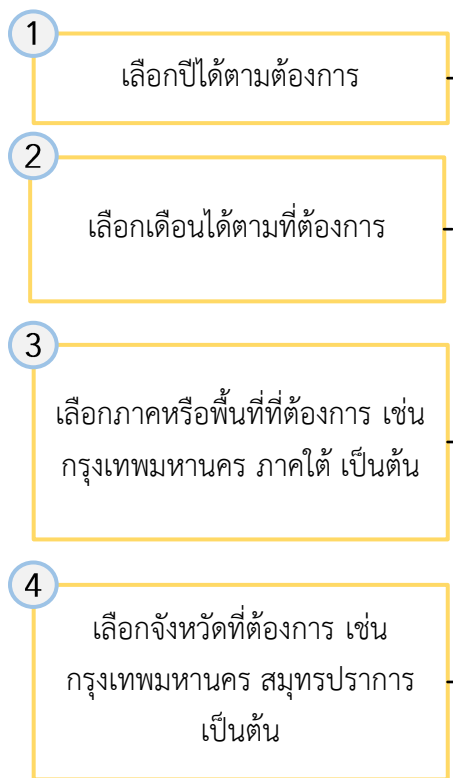 1
เลือกปีได้ตามต้องการ
2
เลือกเดือนได้ตามที่ต้องการ
3
เลือกภาคหรือพื้นที่ที่ต้องการ เช่น
กรุงเทพมหานคร ภาคใต้ เป็นต้น
4
เลือกจังหวัดที่ต้องการ เช่น
กรุงเทพมหานคร สมุทรปราการ
เป็นต้น